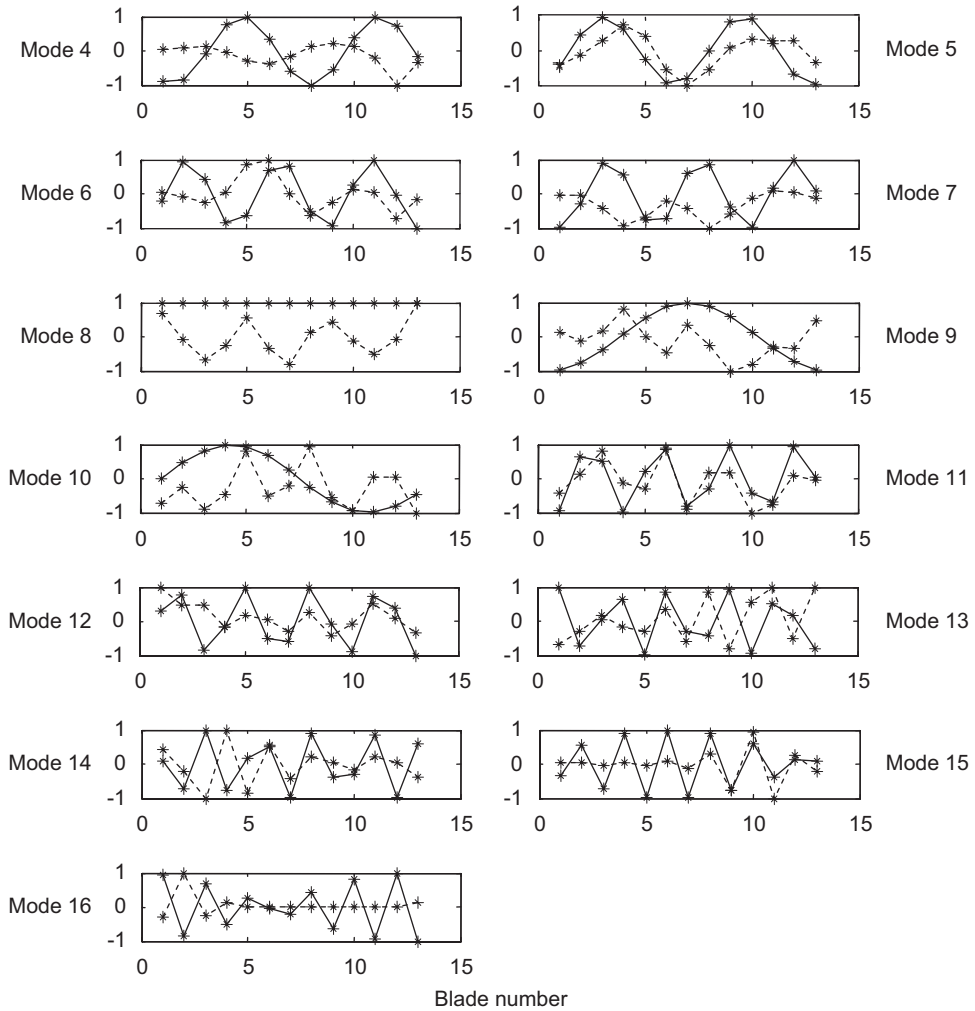 Mode 4
1
0
-1
0 5 10 15
Mode 5
1
0
-1
0 5 10 15
Mode 6
1
0
-1
0 5 10 15
Mode 7
1
0
-1
0 5 10 15
Mode 8
1
0
-1
0 5 10 15
Mode 9
1
0
-1
0 5 10 15
Mode 10
1
0
-1
0 5 10 15
Mode 11
1
0
-1
0 5 10 15
Mode 12
1
0
-1
0 5 10 15
Mode 13
1
0
-1
0 5 10 15
Mode 14
1
0
-1
0 5 10 15
Mode 15
1
0
-1
0 5 10 15
Mode 16
1
0
-1
0 5 10 15
Blade number